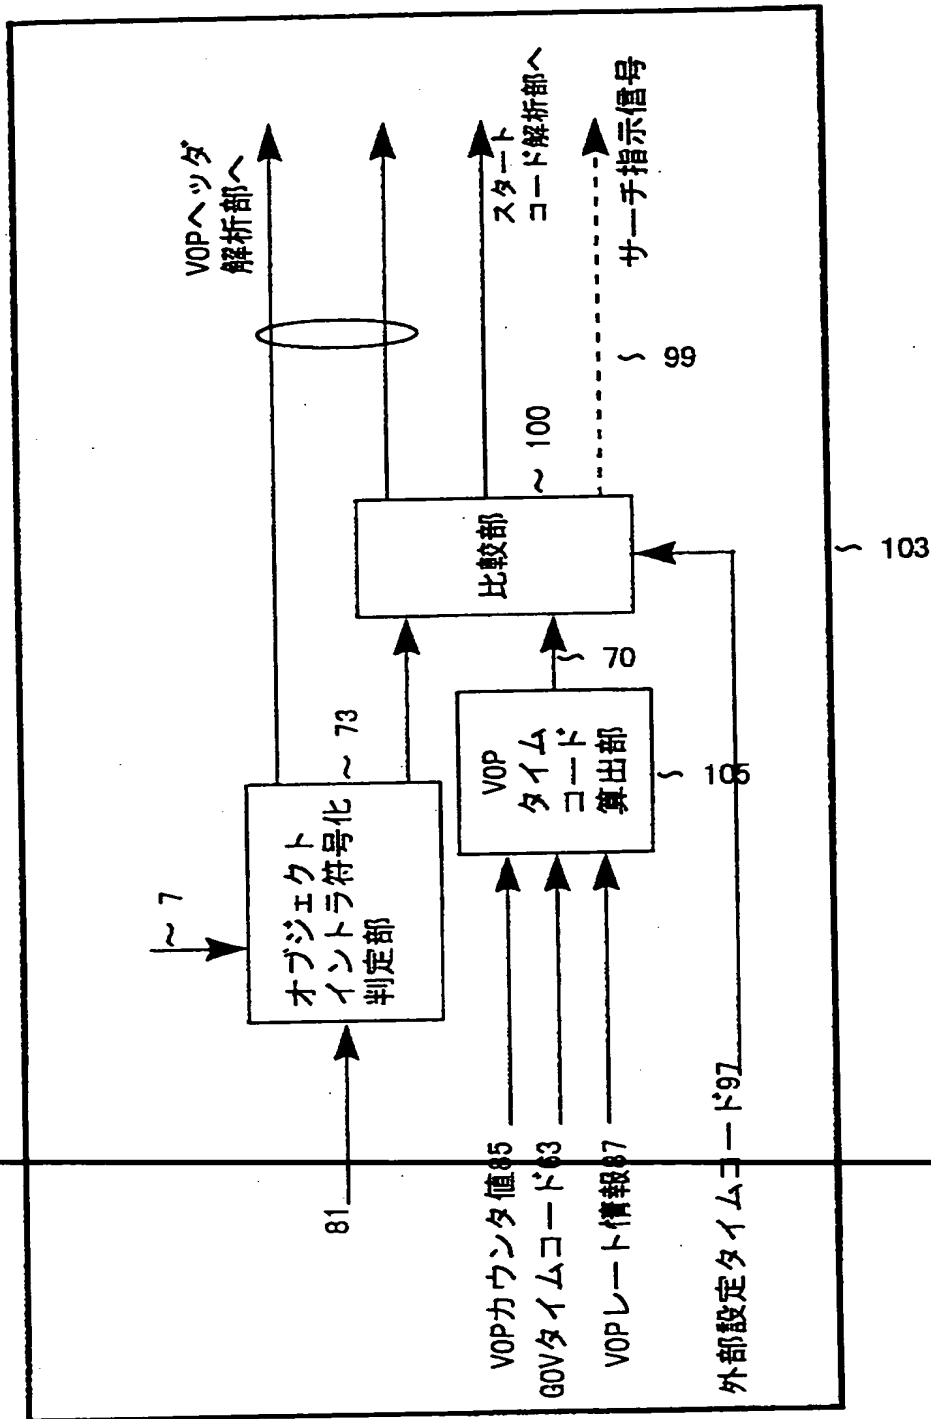 VOPヘッダ
解析部へ
スタート
コード解析部へ
サーチ指示信号
99
100
比較部
103
70
73
VOP
タイム
コード
算出部
105
7
オブジェクト
イントラ符号化
判定部
81
VOPカウンタ値85
GOVタイムコード63
VOPレート情報87
外部設定タイムコード97